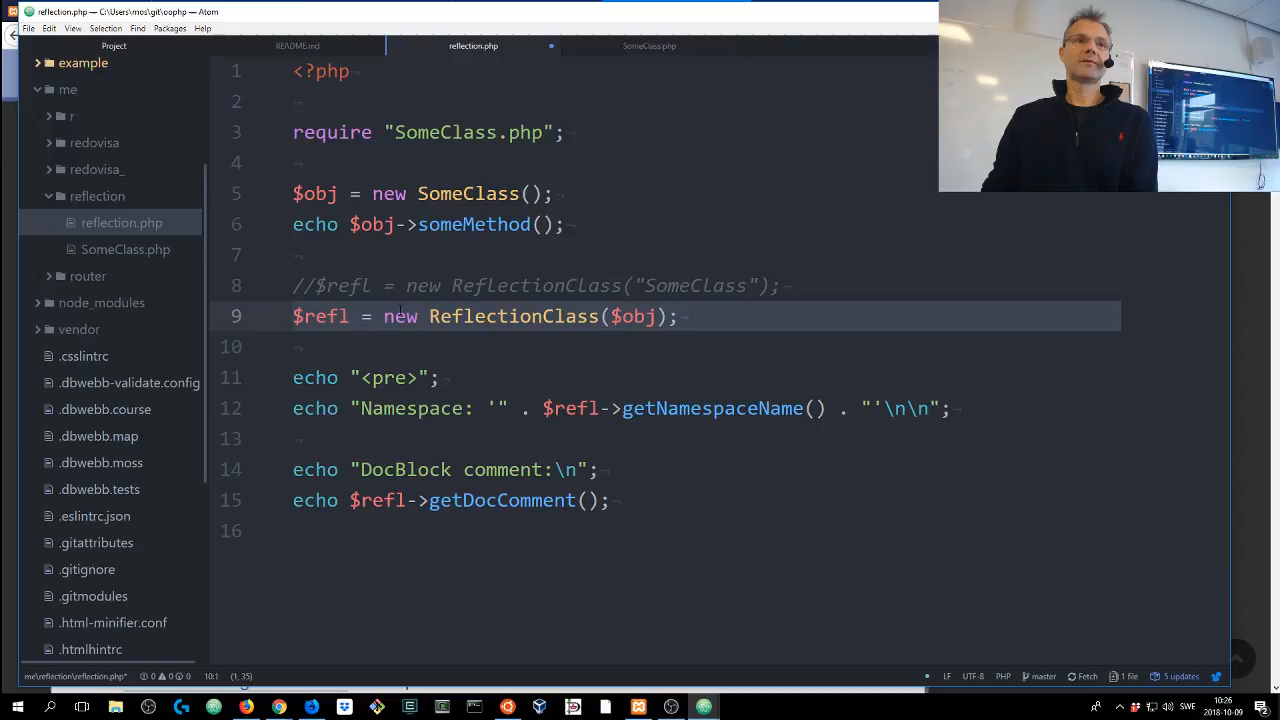 reflection.php — C:\Users\mos\git\oophp — Atom
File Edit View Selection Find Packages Help
Project
README.md
reflection.php
SomeClass.php
example
me
r
redovisa
redovisa_
reflection
reflection.php
SomeClass.php
router
node_modules
vendor
.csslintrc
.dbwebb-validate.config
.dbwebb.course
.dbwebb.map
.dbwebb.moss
.dbwebb.tests
.eslintrc.json
.gitattributes
.gitignore
.gitmodules
.html-minifier.conf
.htmlhintrc
1 <?php
2
3 require "SomeClass.php";
4
5 $obj = new SomeClass();
6 echo $obj->someMethod();
7
8 //$refl = new ReflectionClass("SomeClass");
9 $refl = new ReflectionClass($obj);
10
11 echo "<pre>";
12 echo "Namespace: '" . $refl->getNamespaceName() . "'\n\n";
13
14 echo "DocBlock comment:\n";
15 echo $refl->getDocComment();
16
me\reflection\reflection.php* 0 0 0 10:1 (1, 35) LF UTF-8 PHP master Fetch 1 file 5 updates
SWE 10:26
2018-10-09